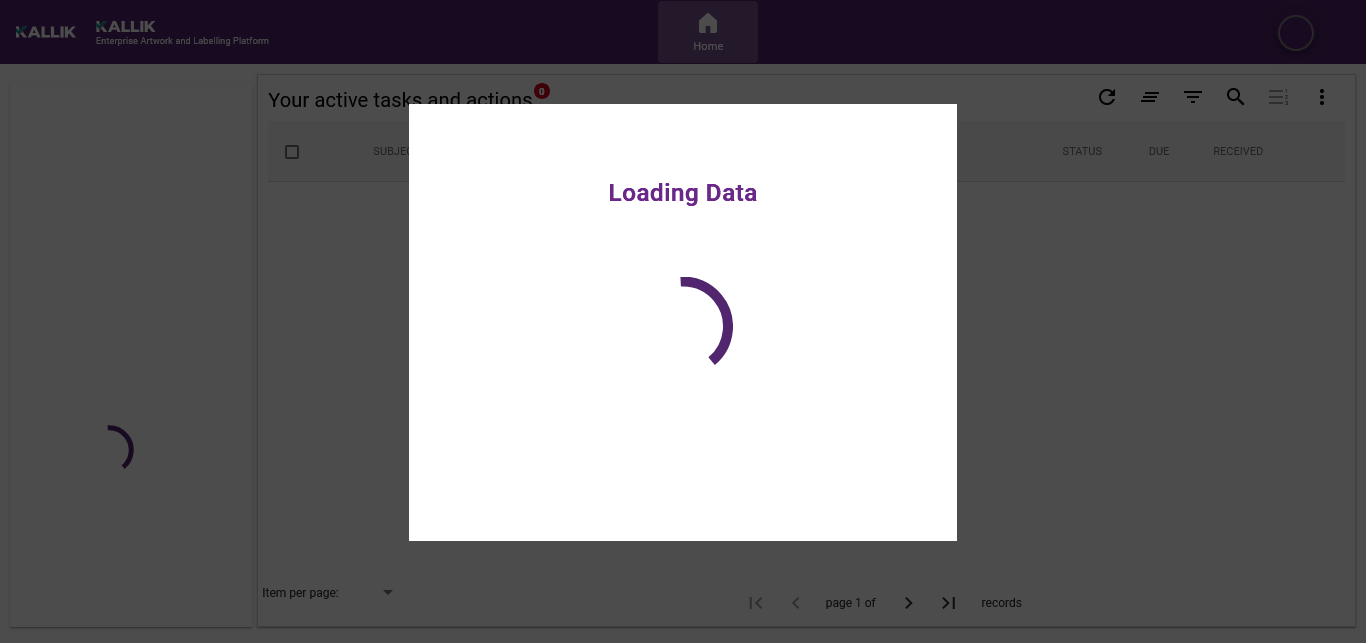 KALLIK
KALLIK
Enterprise Artwork and Labelling Platform
Home
Your active tasks and actions 0
SUBJEC
STATUS DUE RECEIVED
Loading Data
Item per page:
page 1 of records